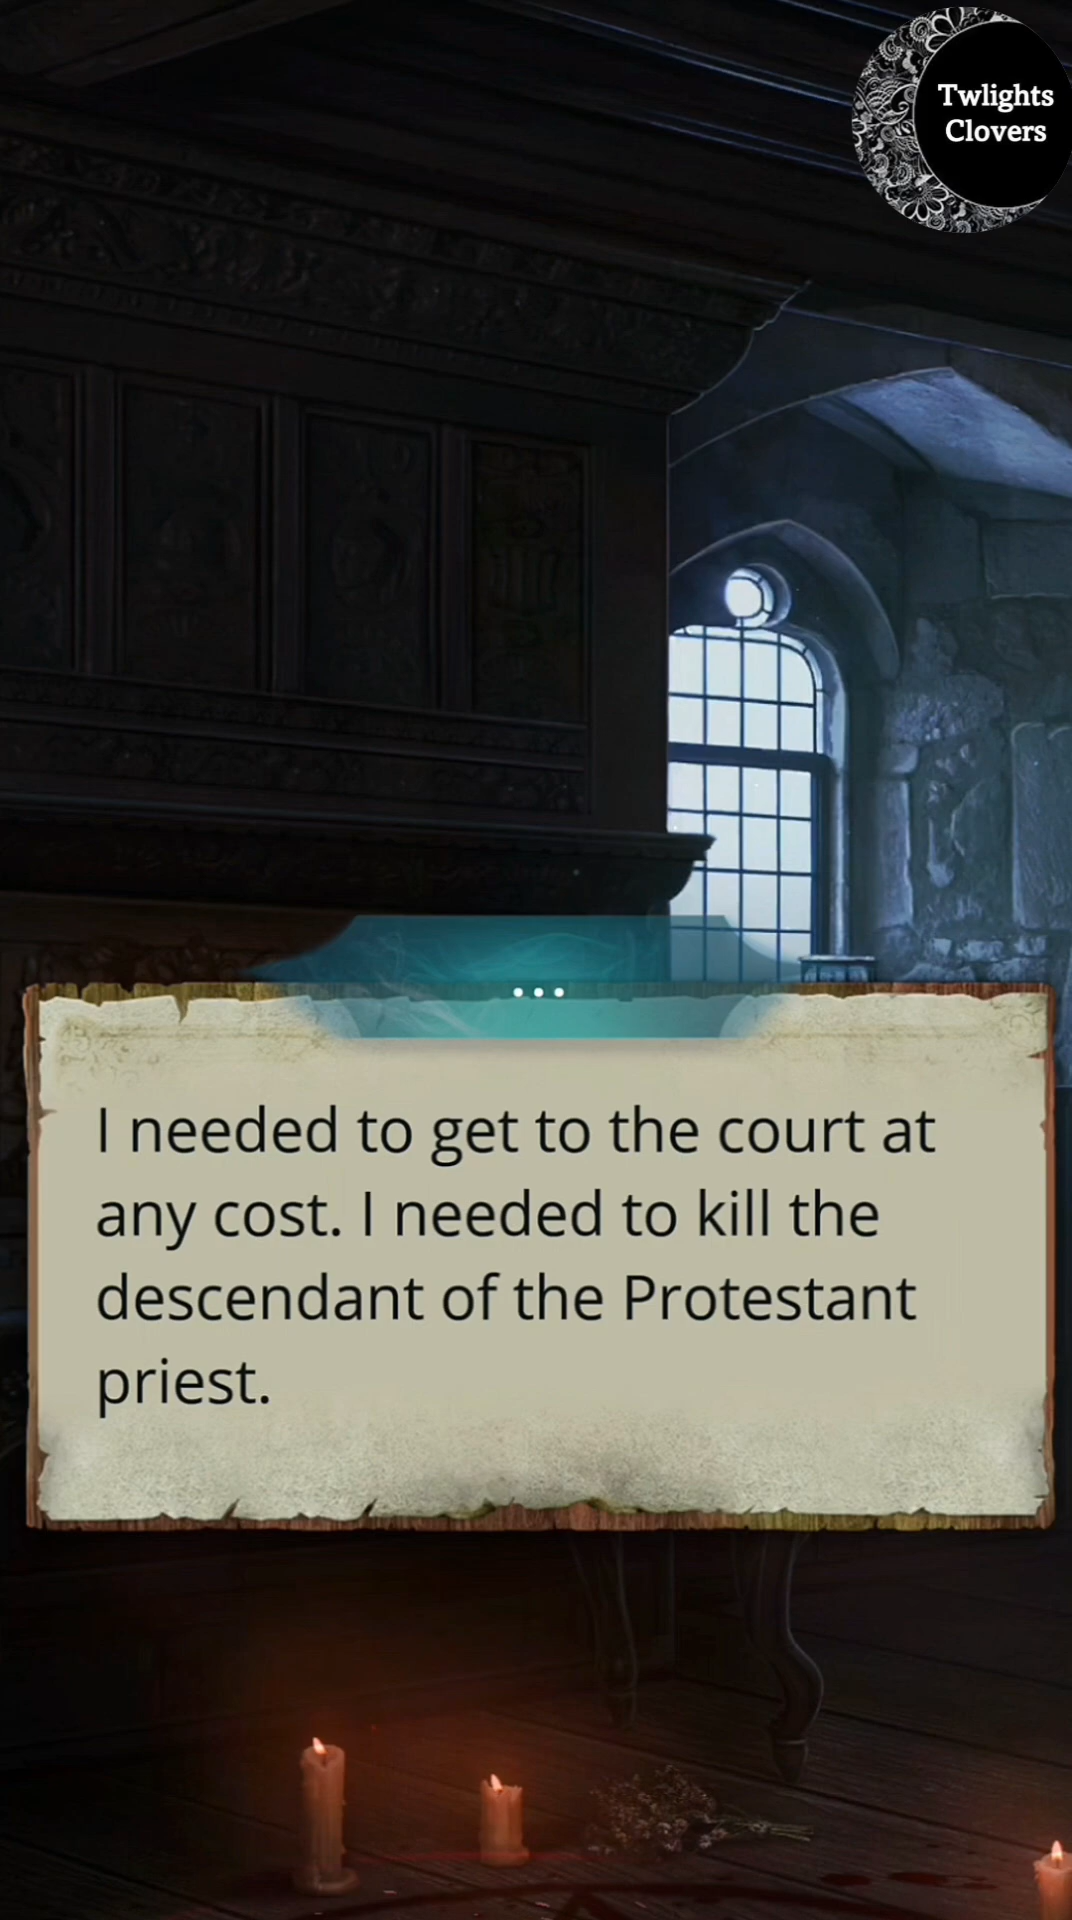 Twlights
Clovers
I needed to get to the court at
any cost. I needed to kill the
descendant of the Protestant
priest.